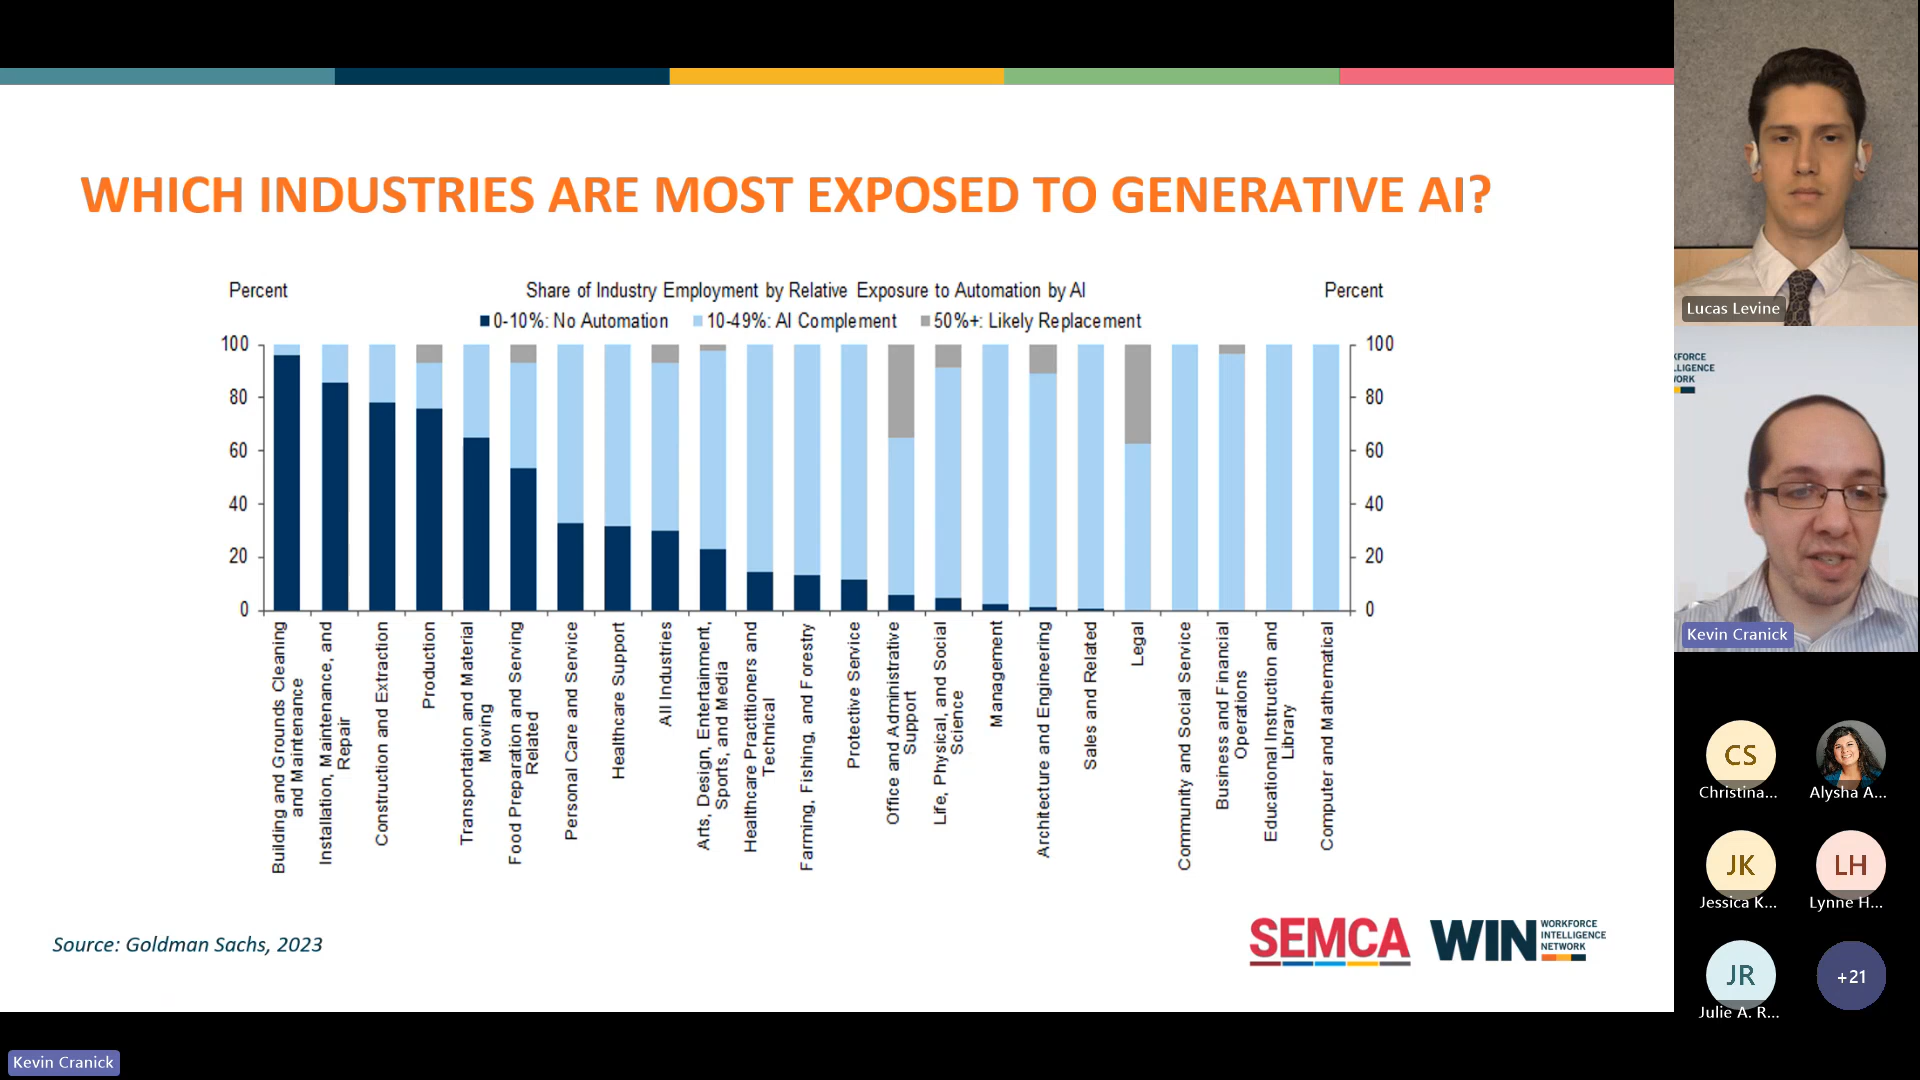 WHICH INDUSTRIES ARE MOST EXPOSED TO GENERATIVE AI?
Percent
Share of Industry Employment by Relative Exposure to Automation by AI
Percent
0-10%: No Automation
10-49%: AI Complement
50%+: Likely Replacement
100
80
60
40
20
0
100
80
60
40
20
0
Building and Grounds Cleaning
and Maintenance
Installation, Maintenance, and
Repair
Construction and Extraction
Production
Transportation and Material
Moving
Food Preparation and Serving
Related
Personal Care and Service
Healthcare Support
All Industries
Arts, Design, Entertainment,
Sports, and Media
Healthcare Practitioners and
Technical
Farming, Fishing, and Forestry
Protective Service
Office and Administrative
Support
Life, Physical, and Social
Science
Management
Architecture and Engineering
Sales and Related
Legal
Community and Social Service
Business and Financial
Operations
Educational Instruction and
Library
Computer and Mathematical
Source: Goldman Sachs, 2023
SEMCA
WIN
WORKFORCE
INTELLIGENCE
NETWORK
Kevin Cranick
Lucas Levine
KFORCE
LIGENCE
ORK
Kevin Cranick
CS
Christina...
Alysha A...
JK
Jessica K...
LH
Lynne H...
JR
Julie A. R...
+21